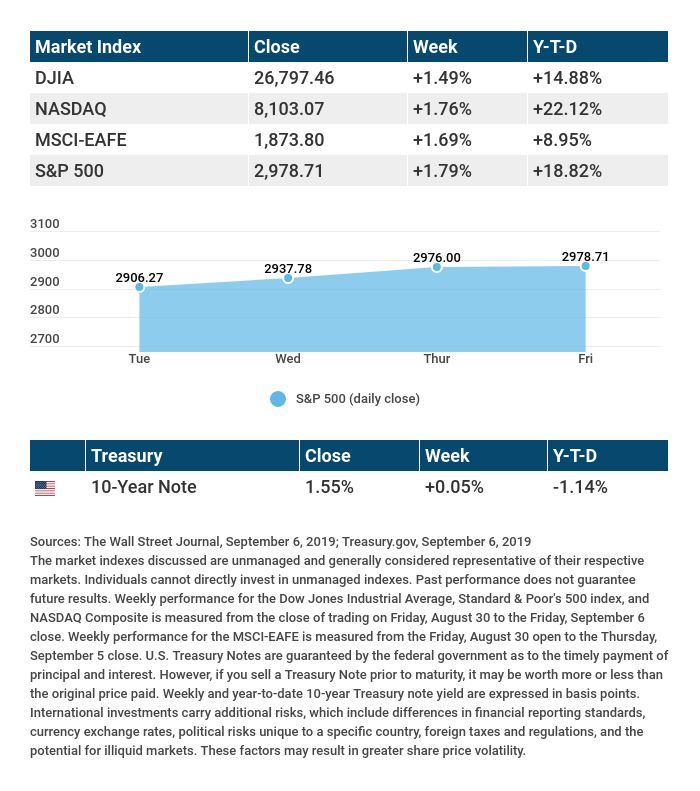 Market Index Close Week Y-T-D
DJIA 26,797.46 +1.49% +14.88%
NASDAQ 8,103.07 +1.76% +22.12%
MSCI-EAFE 1,873.80 +1.69% +8.95%
S&P 500 2,978.71 +1.79% +18.82%
3100
3000
2900
2800
2700
2906.27 2937.78 2976.00 2978.71
Tue Wed Thur Fri
S&P 500 (daily close)
Treasury Close Week Y-T-D
10-Year Note 1.55% +0.05% -1.14%
Sources: The Wall Street Journal, September 6, 2019; Treasury.gov, September 6, 2019
The market indexes discussed are unmanaged and generally considered representative of their respective
markets. Individuals cannot directly invest in unmanaged indexes. Past performance does not guarantee
future results. Weekly performance for the Dow Jones Industrial Average, Standard & Poor's 500 index, and
NASDAQ Composite is measured from the close of trading on Friday, August 30 to the Friday, September 6
close. Weekly performance for the MSCI-EAFE is measured from the Friday, August 30 open to the Thursday,
September 5 close. U.S. Treasury Notes are guaranteed by the federal government as to the timely payment of
principal and interest. However, if you sell a Treasury Note prior to maturity, it may be worth more or less than
the original price paid. Weekly and year-to-date 10-year Treasury note yield are expressed in basis points.
International investments carry additional risks, which include differences in financial reporting standards,
currency exchange rates, political risks unique to a specific country, foreign taxes and regulations, and the
potential for illiquid markets. These factors may result in greater share price volatility.